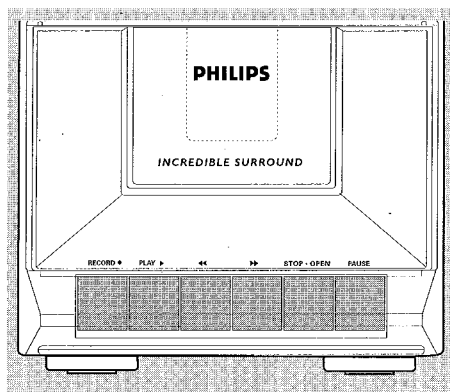 PHILIPS
INCREDIBLE SURROUND
RECORD ● PLAY ▶ ◀◀ ▶▶ STOP • OPEN PAUSE